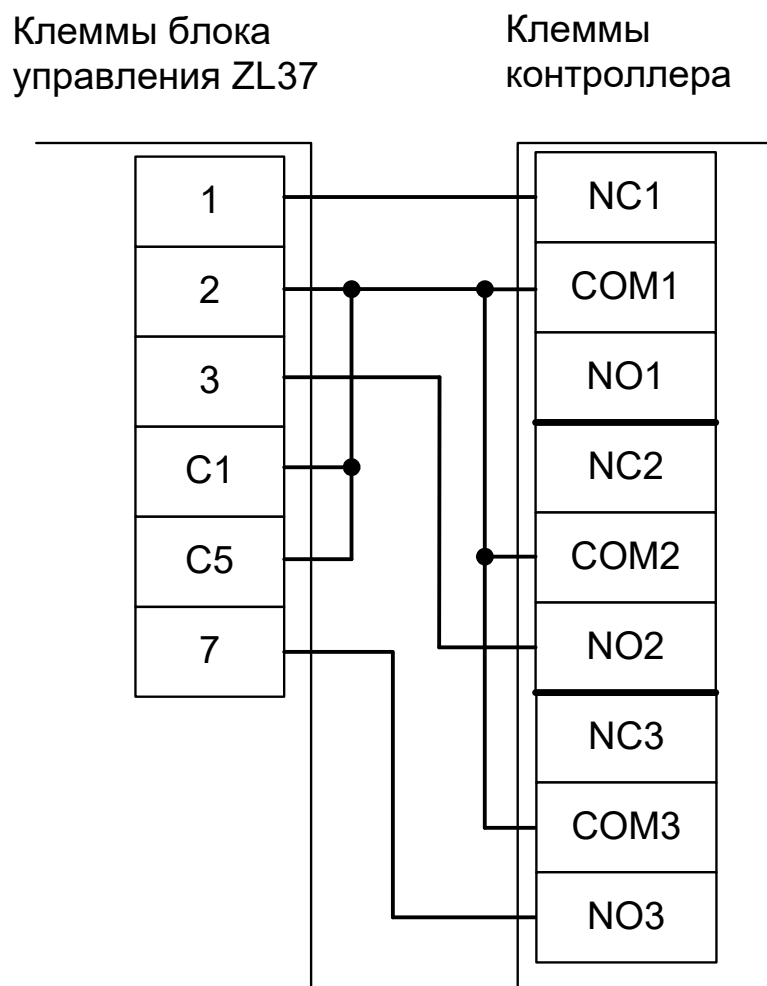 Клеммы блока
управления ZL37
Клеммы
контроллера
1
2
3
C1
C5
7
NC1
COM1
NO1
NC2
COM2
NO2
NC3
COM3
NO3